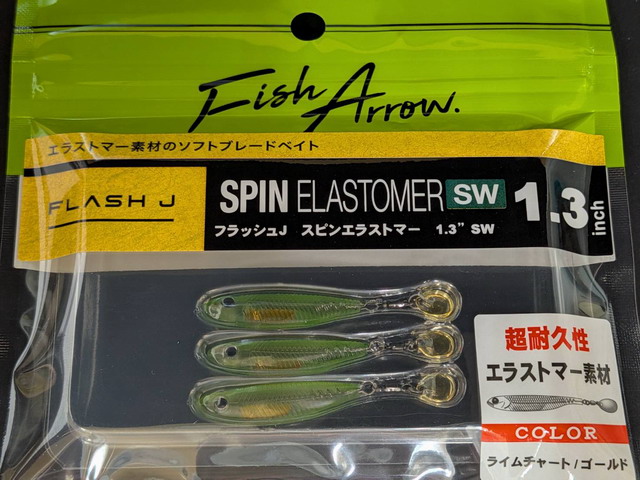 Fish Arrow.
エラストマー素材のソフトブレードベイト
FLASH J
SPIN ELASTOMER SW 1.3 inch
フラッシュJ スピンエラストマー 1.3" SW
超耐久性
エラストマー素材
COLOR
ライムチャート/ゴールド